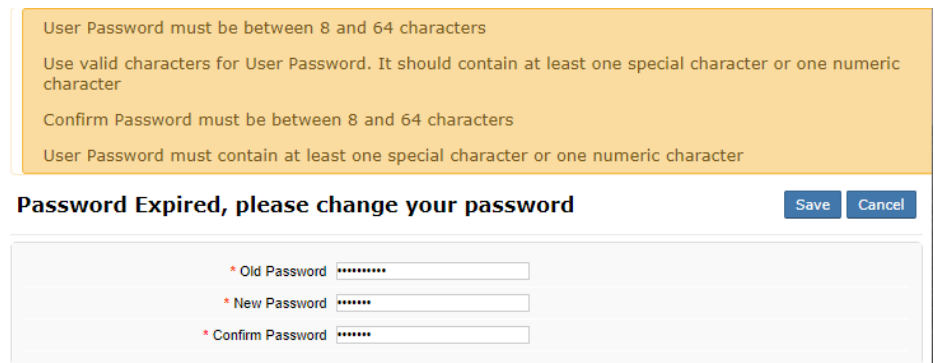 User Password must be between 8 and 64 characters
Use valid characters for User Password. It should contain at least one special character or one numeric
character
Confirm Password must be between 8 and 64 characters
User Password must contain at least one special character or one numeric character
Password Expired, please change your password
Save Cancel
* Old Password ••••••••••
* New Password •••••••
* Confirm Password •••••••